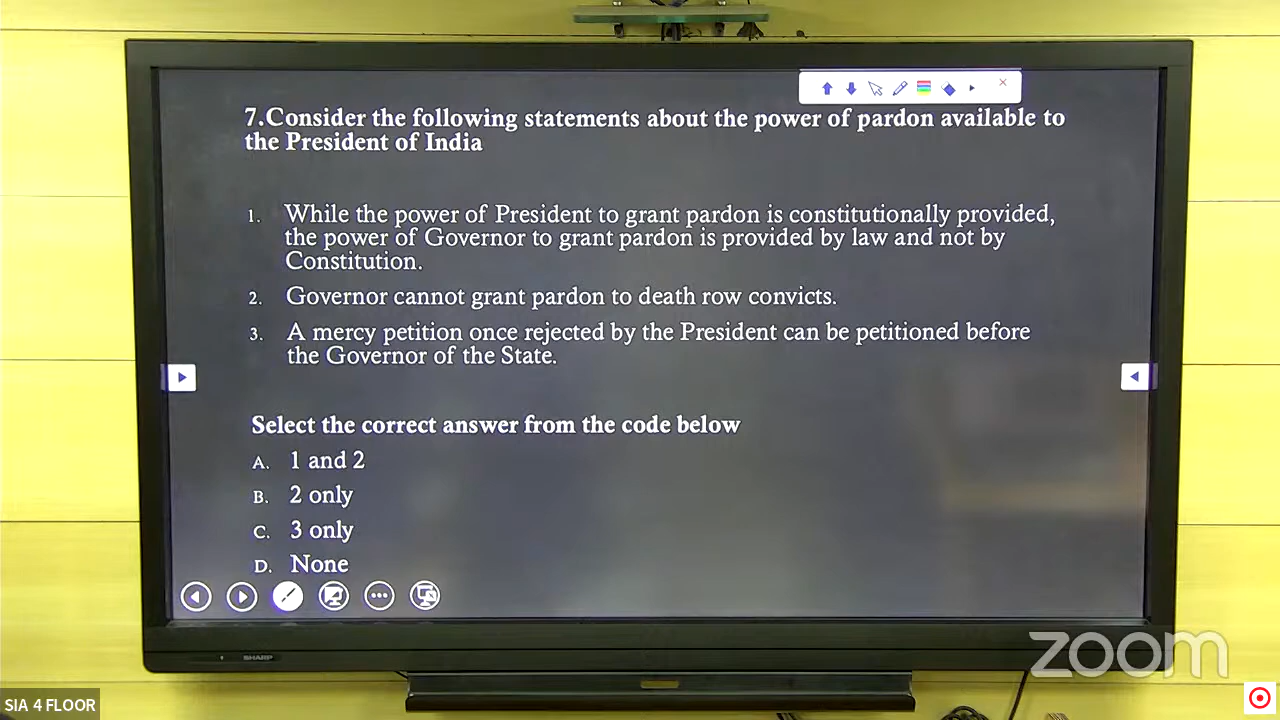 7.Consider the following statements about the power of pardon available to
the President of India
1. While the power of President to grant pardon is constitutionally provided,
the power of Governor to grant pardon is provided by law and not by
Constitution.
2. Governor cannot grant pardon to death row convicts.
3. A mercy petition once rejected by the President can be petitioned before
the Governor of the State.
Select the correct answer from the code below
A. 1 and 2
B. 2 only
C. 3 only
D. None
SHARP
zoom
SIA 4 FLOOR